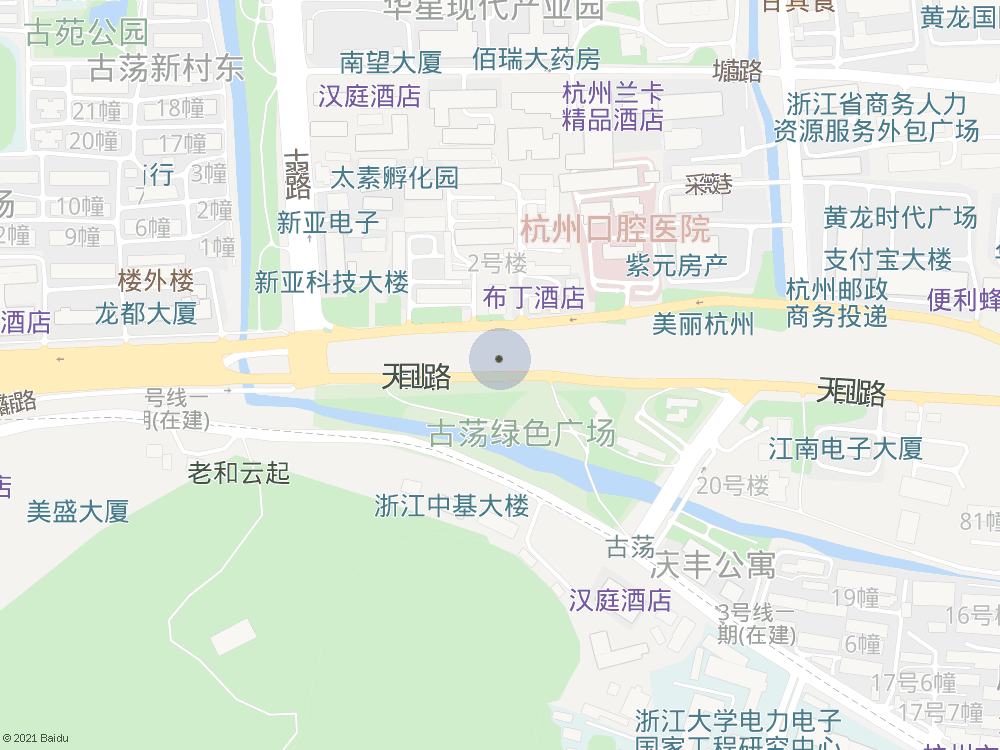 华星现代产业园
百其食
黄龙国际
古苑公园
南望大厦
佰瑞大药房
古荡新村东
汉庭酒店
杭州兰卡
精品酒店
21幢
18幢
浙江省商务人力
资源服务外包广场
20幢
17幢
3幢
太素孵化园
7
场
10幢
2幢
新亚电子
黄龙时代广场
2幢
9幢
6幢
1幢
杭州口腔医院
2号楼
紫元房产
支付宝大楼
楼外楼
新亚科技大楼
布丁酒店
杭州邮政
商务投递
便利蜂
酒店
龙都大厦
美丽杭州
天目山路
天目山路
路
号线一
期(在建)
古荡绿色广场
江南电子大厦
老和云起
店
20号楼
美盛大厦
浙江中基大楼
81幢
古荡
庆丰公寓
汉庭酒店
3号线一
期(在建)
19幢
16号楼
6幢
17号6幢
17号7幢
浙江大学电力电子
国家工程研究中心
© 2021 Baidu